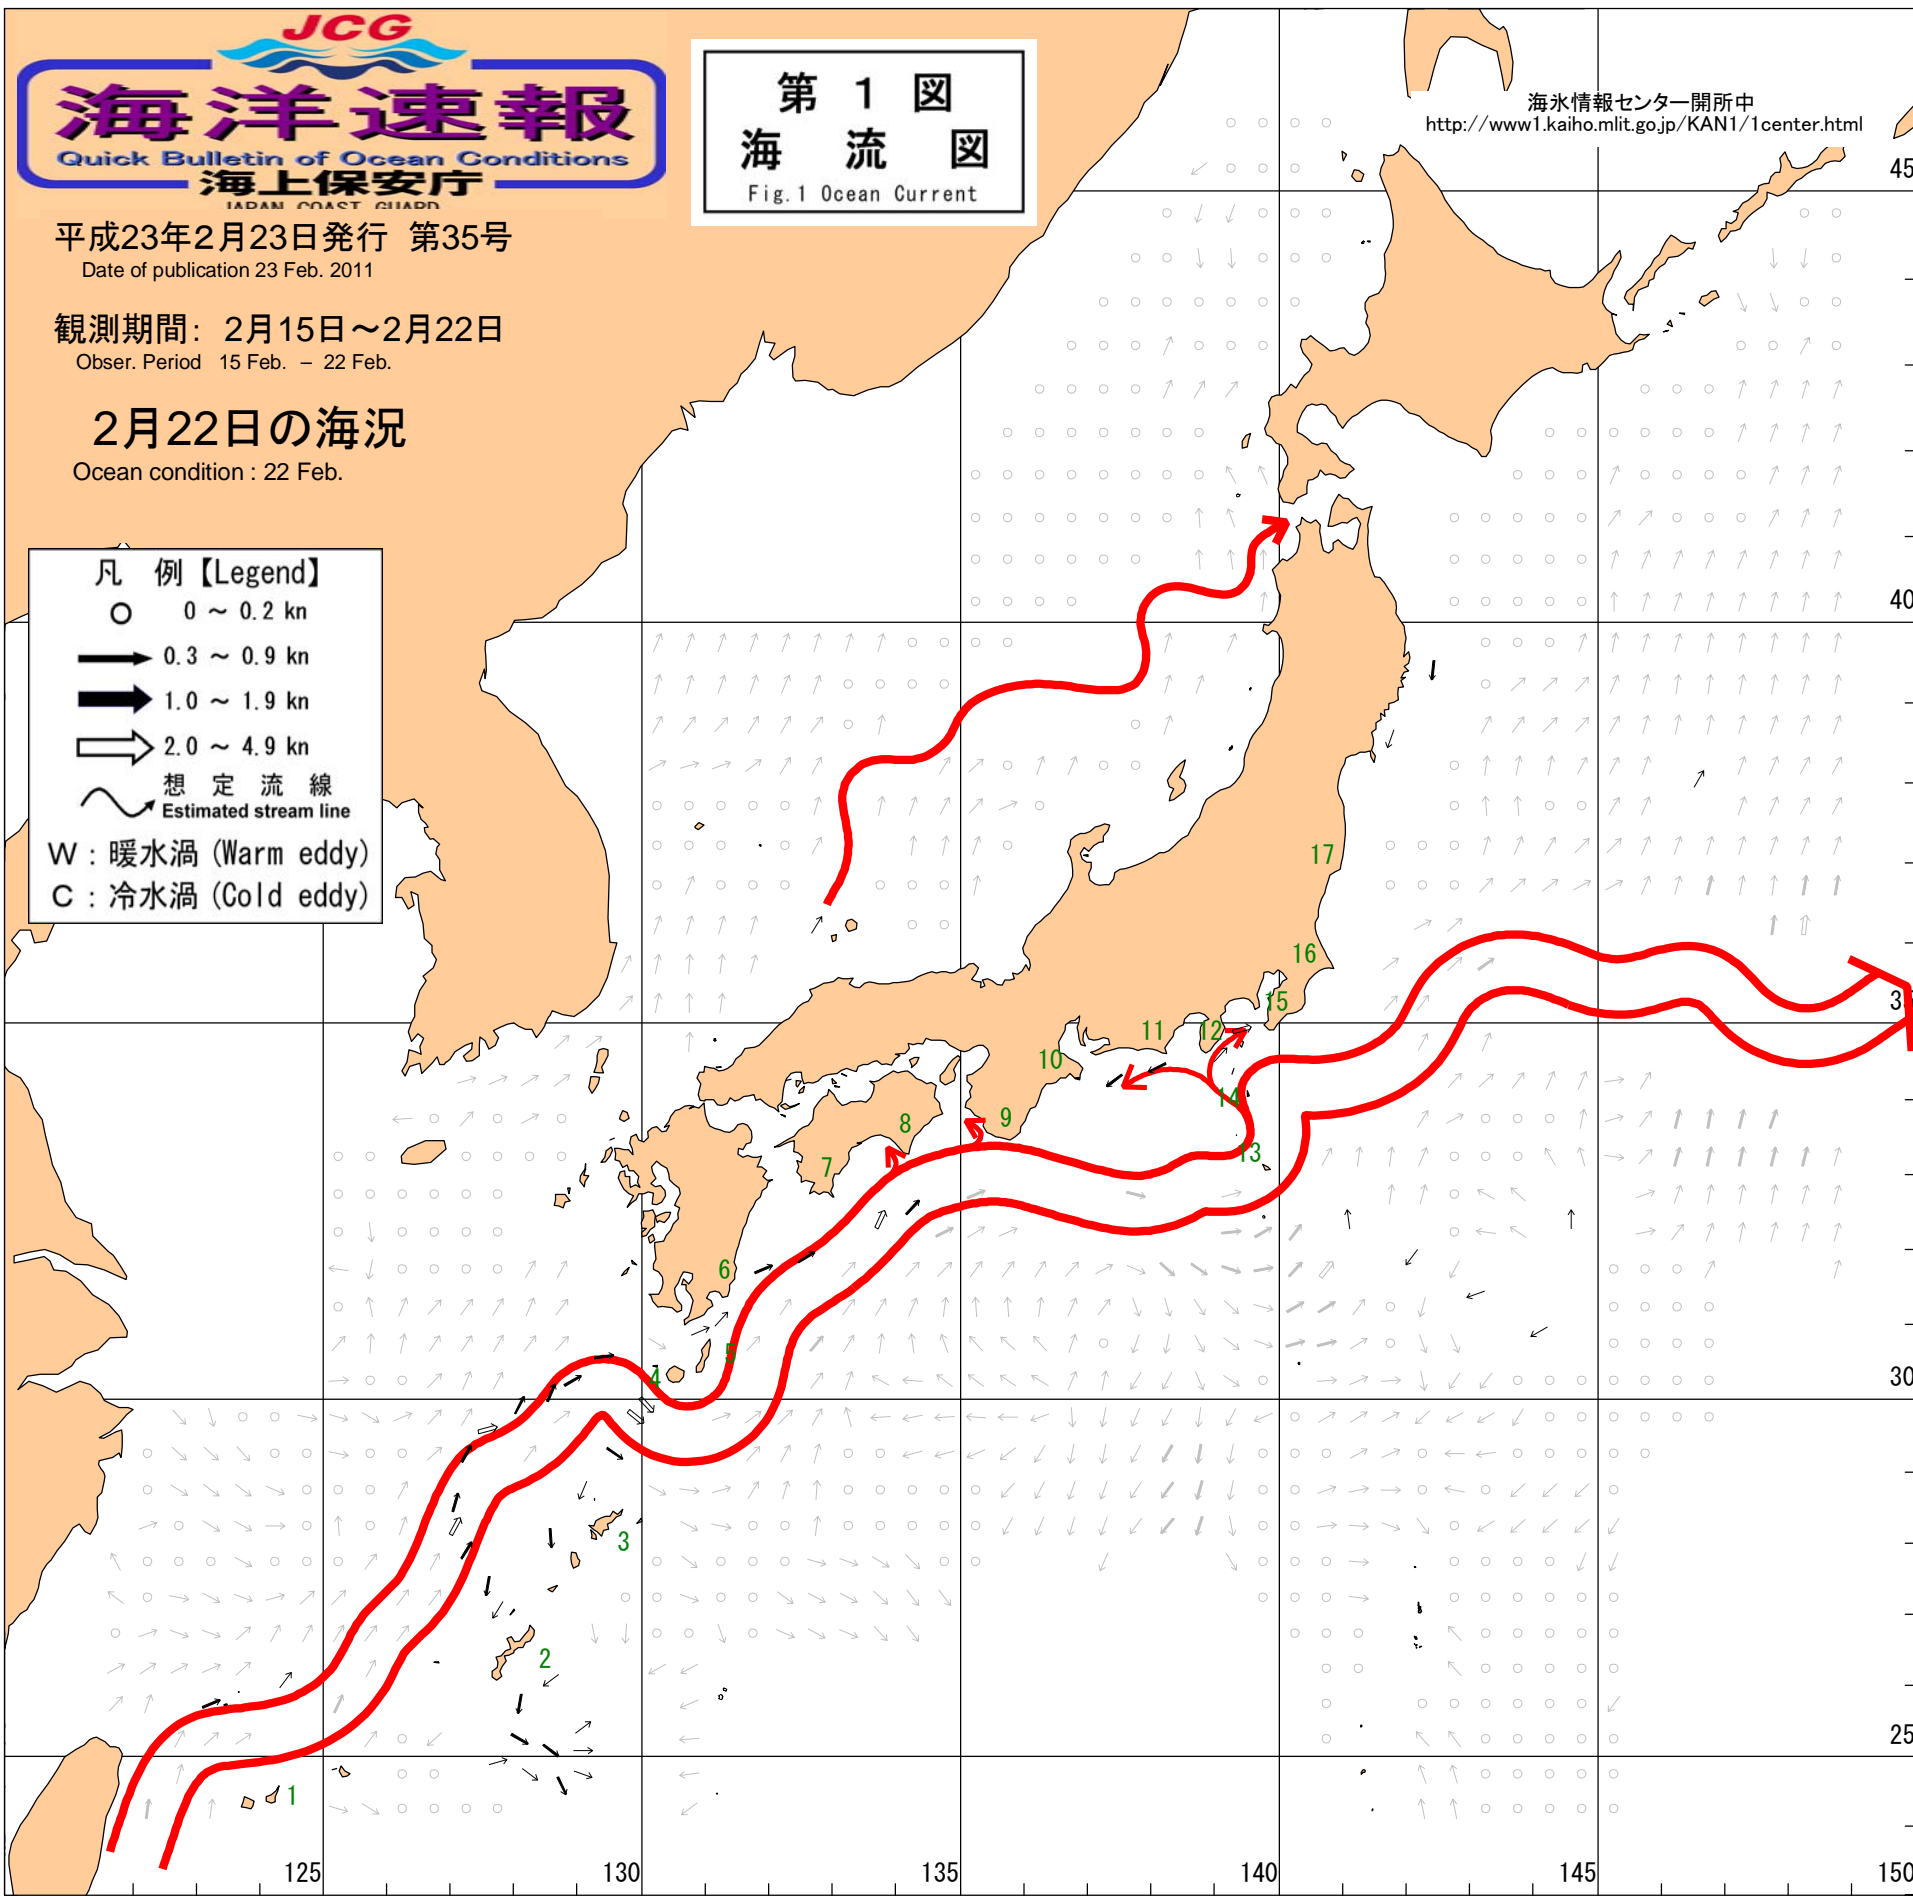 JCG
海洋速報
Quick Bulletin of Ocean Conditions
海上保安庁
JAPAN COAST GUARD
平成23年2月23日発行 第35号
Date of publication 23 Feb. 2011
観測期間: 2月15日～2月22日
Obser. Period 15 Feb. – 22 Feb.
2月22日の海況
Ocean condition : 22 Feb.
第 1 図
海 流 図
Fig.1 Ocean Current
海氷情報センター開所中
http://www1.kaiho.mlit.go.jp/KAN1/1center.html
凡 例【Legend】
0 ～ 0.2 kn
0.3 ～ 0.9 kn
1.0 ～ 1.9 kn
2.0 ～ 4.9 kn
想 定 流 線
Estimated stream line
W : 暖水渦 (Warm eddy)
C : 冷水渦 (Cold eddy)
45
40
17
16
35
15
12
11
10
14
9
8
13
7
6
5
4
30
3
2
25
1
125
130
135
140
145
150